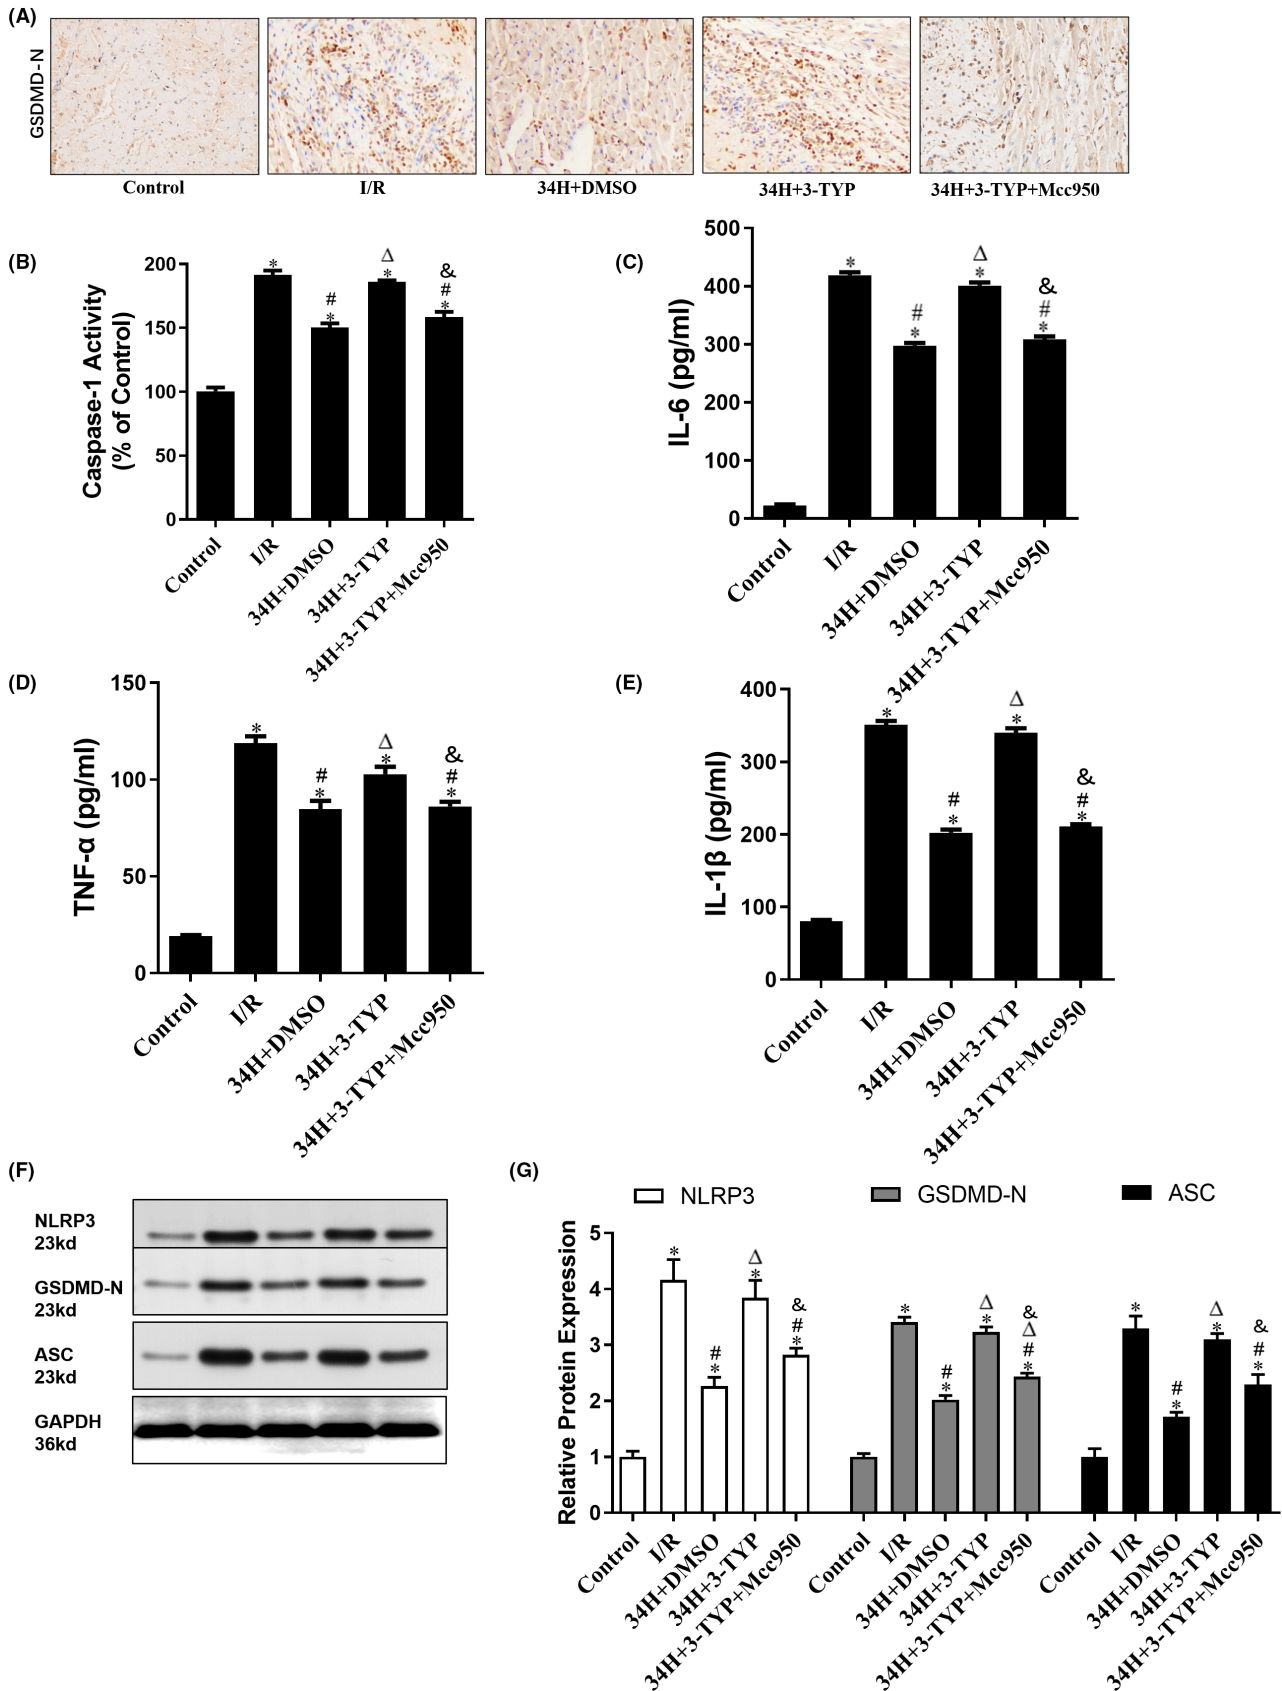 (A)
GSDMD-N
Control
I/R
34H+DMSO
34H+3-TYP
34H+3-TYP+Mcc950
(B)
Caspase-1 Activity
(% of Control)
200
150
100
50
0
*
#
*
Δ
*
&
#
*
Control
I/R
34H+DMSO
34H+3-TYP
34H+3-TYP+Mcc950
(C)
IL-6 (pg/ml)
500
400
300
200
100
0
*
#
*
Δ
*
&
#
*
Control
I/R
34H+DMSO
34H+3-TYP
34H+3-TYP+Mcc950
(D)
TNF-α (pg/ml)
150
100
50
0
*
#
*
Δ
*
&
#
*
Control
I/R
34H+DMSO
34H+3-TYP
34H+3-TYP+Mcc950
(E)
IL-1β (pg/ml)
400
300
200
100
0
*
#
*
Δ
*
&
#
*
Control
I/R
34H+DMSO
34H+3-TYP
34H+3-TYP+Mcc950
(F)
NLRP3
23kd
GSDMD-N
23kd
ASC
23kd
GAPDH
36kd
(G)
NLRP3
GSDMD-N
ASC
Relative Protein Expression
5
4
3
2
1
0
*
#
*
Δ
*
&
#
*
*
#
*
Δ
*
&
Δ
#
*
*
#
*
Δ
*
&
#
*
Control
I/R
34H+DMSO
34H+3-TYP
34H+3-TYP+Mcc950
Control
I/R
34H+DMSO
34H+3-TYP
34H+3-TYP+Mcc950
Control
I/R
34H+DMSO
34H+3-TYP
34H+3-TYP+Mcc950